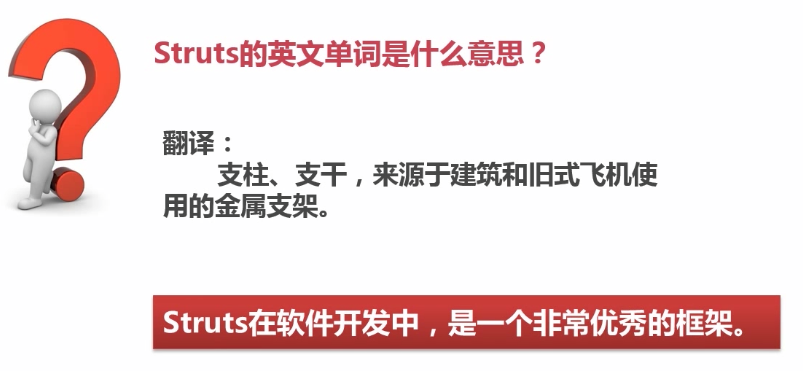 Struts的英文单词是什么意思？
翻译：
支柱、支干，来源于建筑和旧式飞机使
用的金属支架。
Struts在软件开发中，是一个非常优秀的框架。